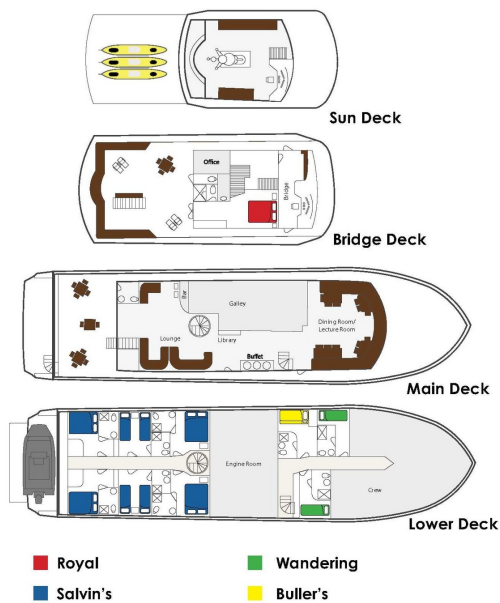 Sun Deck
Office
Bridge
Bridge Deck
Bar
Galley
Dining Room/
Lecture Room
Lounge
Library
Buffet
Main Deck
Engine Room
Crew
Lower Deck
Royal
Wandering
Salvin's
Buller's